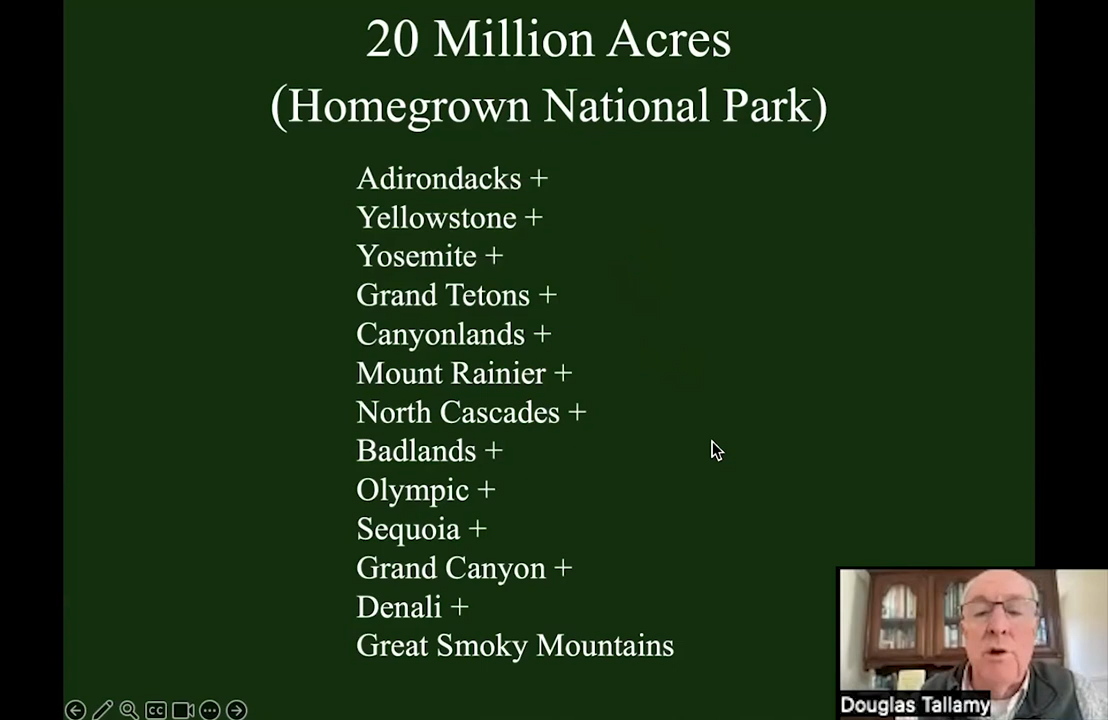 20 Million Acres
(Homegrown National Park)
Adirondacks +
Yellowstone +
Yosemite +
Grand Tetons +
Canyonlands +
Mount Rainier +
North Cascades +
Badlands +
Olympic +
Sequoia +
Grand Canyon +
Denali +
Great Smoky Mountains
CC
Douglas Tallamy